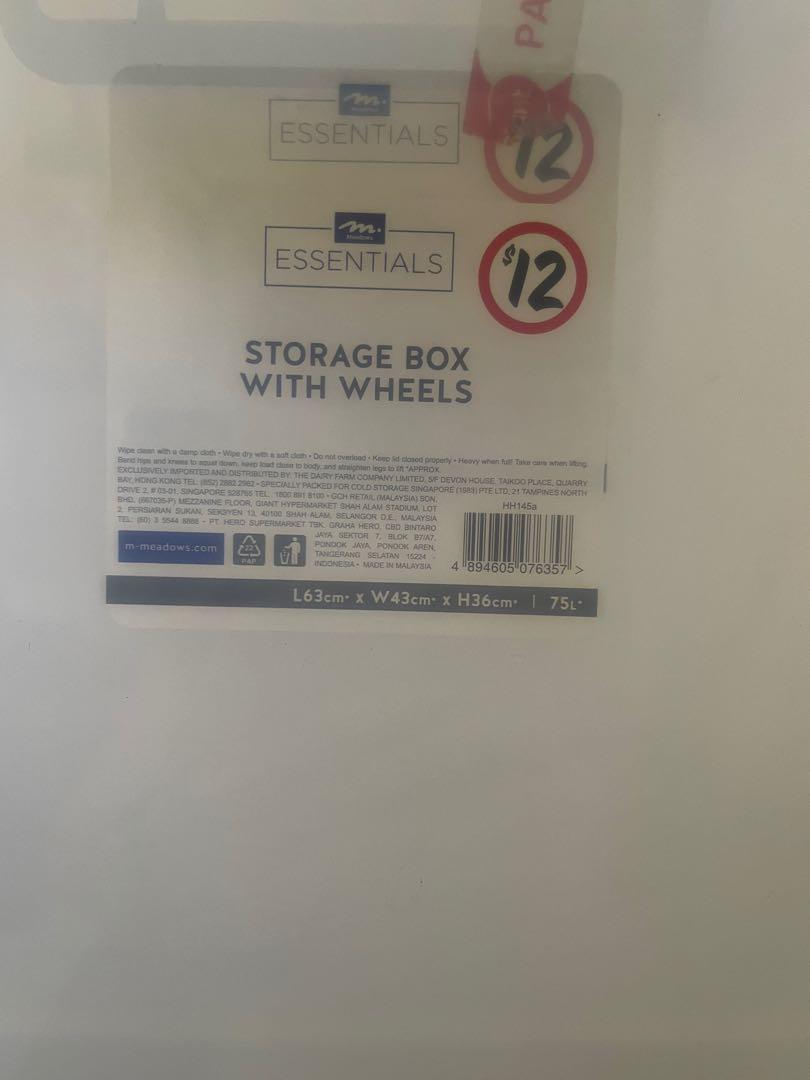 PA
m.
ESSENTIALS
12
m.
Meadows
ESSENTIALS
$12
STORAGE BOX
WITH WHEELS
Wipe clean with a damp cloth • Wipe dry with a soft cloth • Do not overload • Keep lid closed properly • Heavy when full! Take care when lifting.
Bend hips and knees to squat down, keep load close to body, and straighten legs to lift *APPROX.
EXCLUSIVELY IMPORTED AND DISTRIBUTED BY: THE DAIRY FARM COMPANY LIMITED, 5/F DEVON HOUSE, TAIKOO PLACE, QUARRY
BAY, HONG KONG TEL: (852) 2882 2962 • SPECIALLY PACKED FOR COLD STORAGE SINGAPORE (1983) PTE LTD, 21 TAMPINES NORTH
DRIVE 2, # 03-01, SINGAPORE 528765 TEL: 1800 891 8100 • GCH RETAIL (MALAYSIA) SDN,
BHD. (667035-P) MEZZANINE FLOOR, GIANT HYPERMARKET SHAH ALAM STADIUM, LOT
2, PERSIARAN SUKAN, SEKSYEN 13, 40100 SHAH ALAM, SELANGOR D.E., MALAYSIA
TEL: (60) 3 5544 8888 • PT. HERO SUPERMARKET TBK. GRAHA HERO, CBD BINTARO
JAYA SEKTOR 7, BLOK B7/A7,
PONDOK JAYA, PONDOK AREN,
TANGERANG SELATAN 15224 -
INDONESIA • MADE IN MALAYSIA
m-meadows.com
22
PAP
HH145a
4 894605 076357 >
L63cm* x W43cm* x H36cm* | 75L*